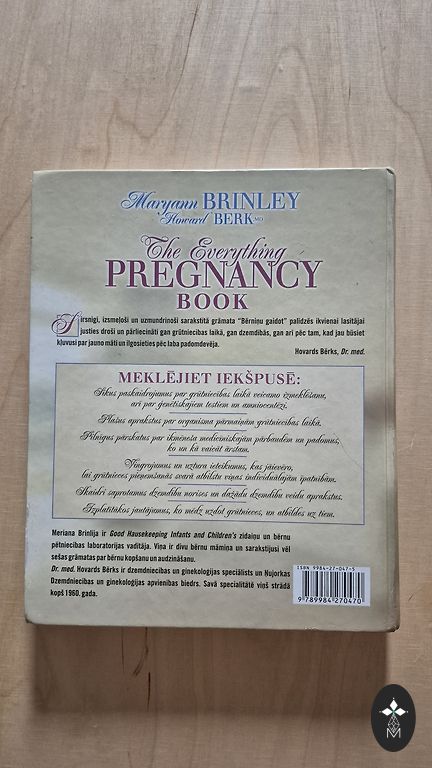 Maryann BRINLEY
Howard BERK MD
The Everything
PREGNANCY
BOOK
Sirsnīgi, izsmeļoši un uzmundrinoši sarakstītā grāmata "Bērniņu gaidot" palīdzēs ikvienai lasītājai
justies droši un pārliecināti gan grūtniecības laikā, gan dzemdībās, gan arī pēc tam, kad jau būsiet
kļuvusi par jauno māti un ilgosieties pēc laba padomdevēja.
Hovards Bērks, Dr. med.
MEKLĒJIET IEKŠPUSĒ:
Sīkus paskaidrojumus par grūtniecības laikā veicamo izmeklēšanu,
arī par ģenētiskajiem testiem un amniocentēzi.
Plašus aprakstus par organisma pārmaiņām grūtniecības laikā.
Pilnīgus pārskatus par ikmēneša medicīniskajām pārbaudēm un padomus,
ko un kā vaicāt ārstam.
Vingrojumus un uztura ieteikumus, kas jāievēro,
lai grūtnieces pieņemšanās svarā atbilstu viņas individuālajām īpatnībām.
Skaidri saprotamus dzemdību norises un dažādu dzemdību veidu aprakstus.
Izplatītākos jautājumus, ko mēdz uzdot grūtnieces, un atbildes uz tiem.
Meriana Brinlija ir Good Hausekeeping Infants and Children's zīdaiņu un bērnu
pētniecības laboratorijas vadītāja. Viņa ir divu bērnu māmiņa un sarakstījusi vēl
sešas grāmatas par bērnu kopšanu un audzināšanu.
Dr. med. Hovards Bērks ir dzemdniecības un ginekoloģijas speciālists un Ņujorkas
Dzemdniecības un ginekoloģijas apvienības biedrs. Savā specialitātē viņš strādā
kopš 1960. gada.
ISBN 9984-27-047-5
9 789984 270470
M